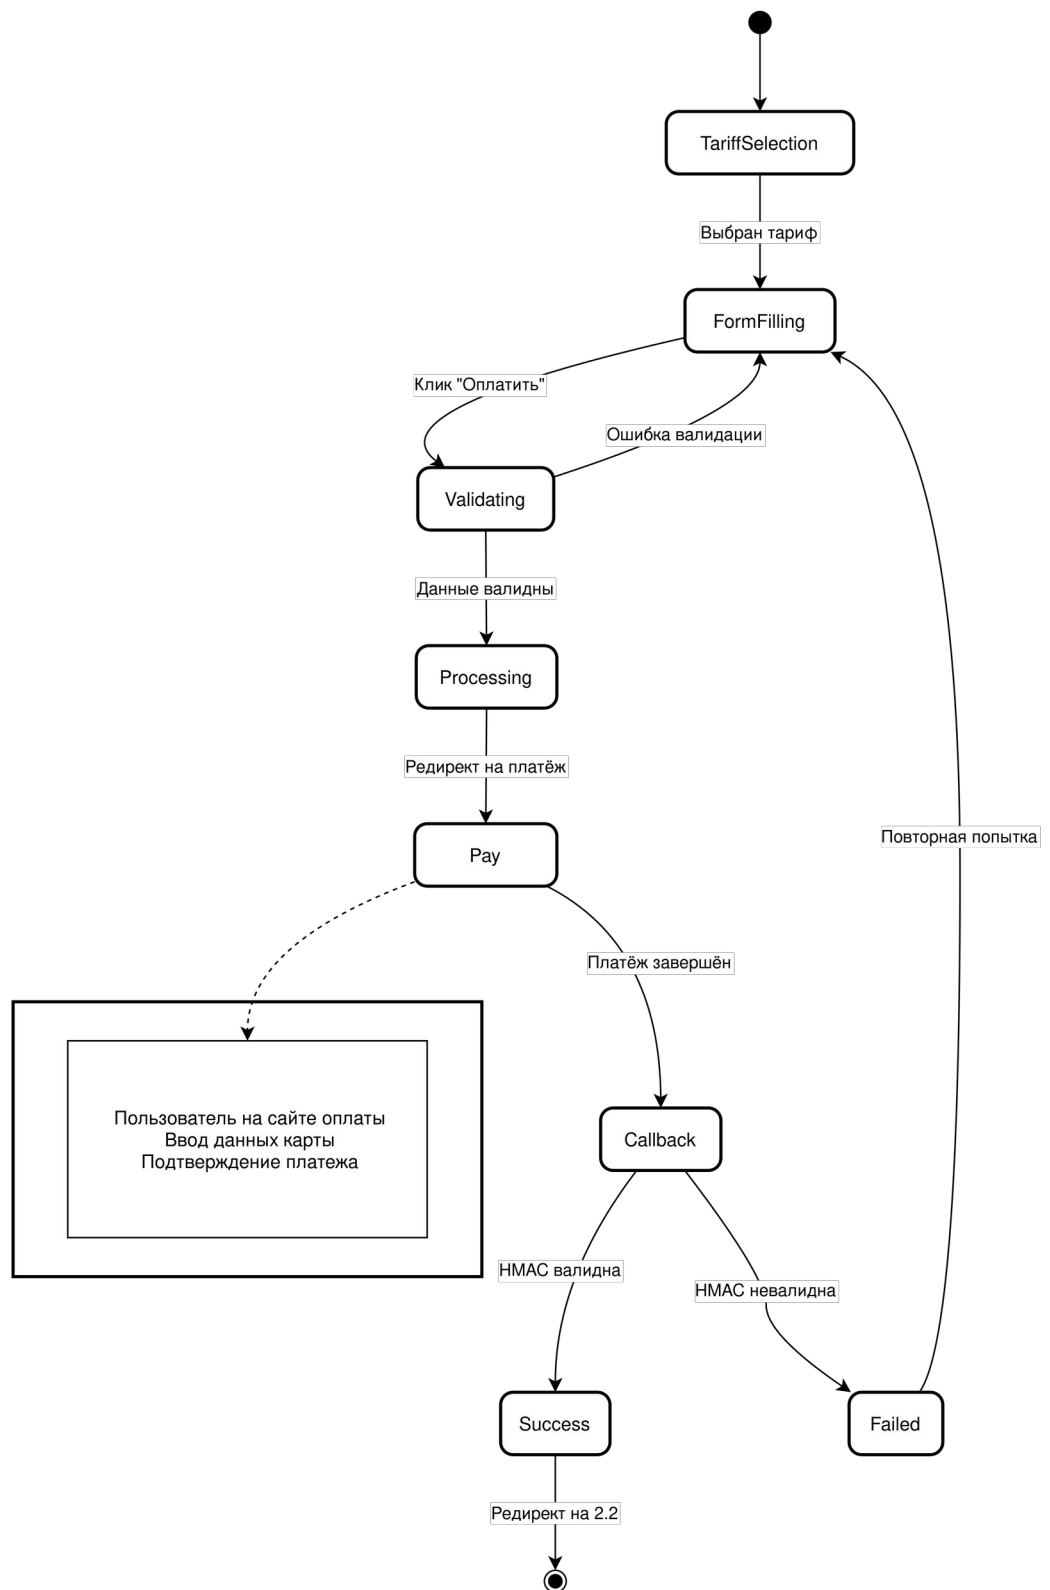 TariffSelection
Выбран тариф
FormFilling
Клик "Оплатить"
Ошибка валидации
Validating
Данные валидны
Processing
Редирект на платёж
Повторная попытка
Pay
Платёж завершён
Пользователь на сайте оплаты
Ввод данных карты
Подтверждение платежа
Callback
HMAC валидна
HMAC невалидна
Success
Failed
Редирект на 2.2